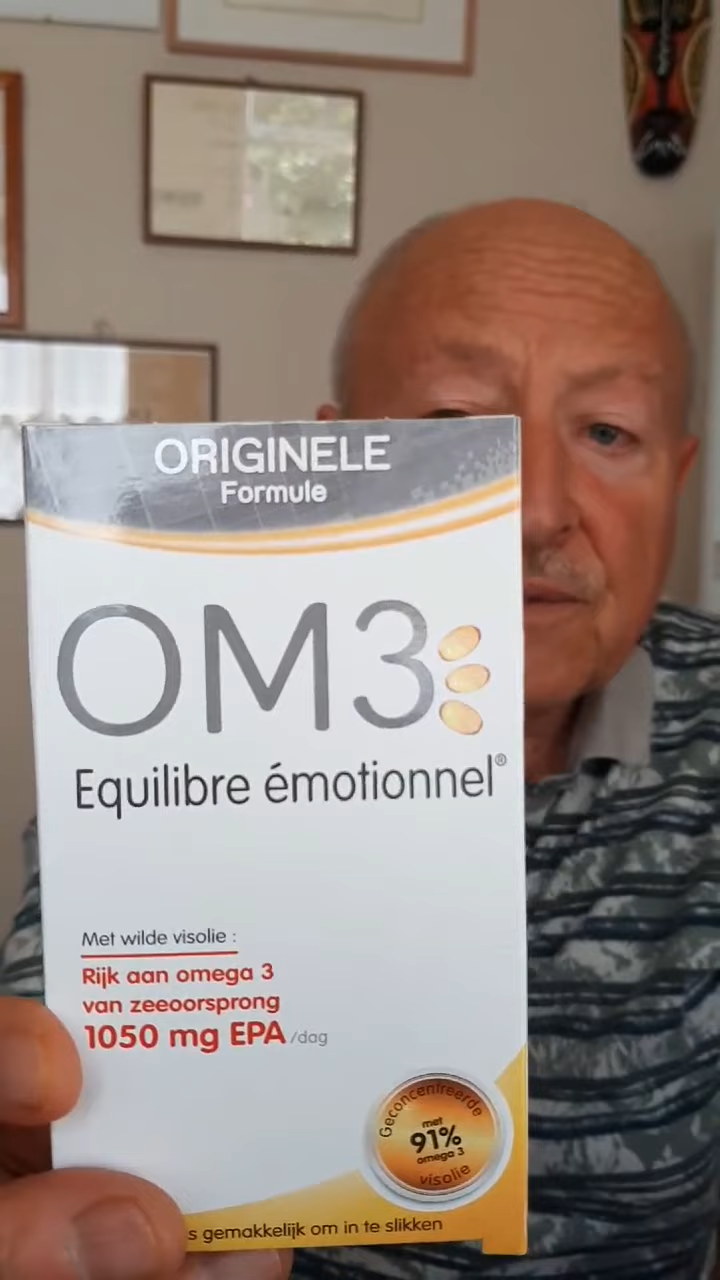 ORIGINELE
Formule
OM3
Equilibre émotionnel®
Met wilde visolie :
Rijk aan omega 3
van zeeoorsprong
1050 mg EPA /dag
Geconcentreerde
met
91%
omega 3
visolie
gemakkelijk om in te slikken